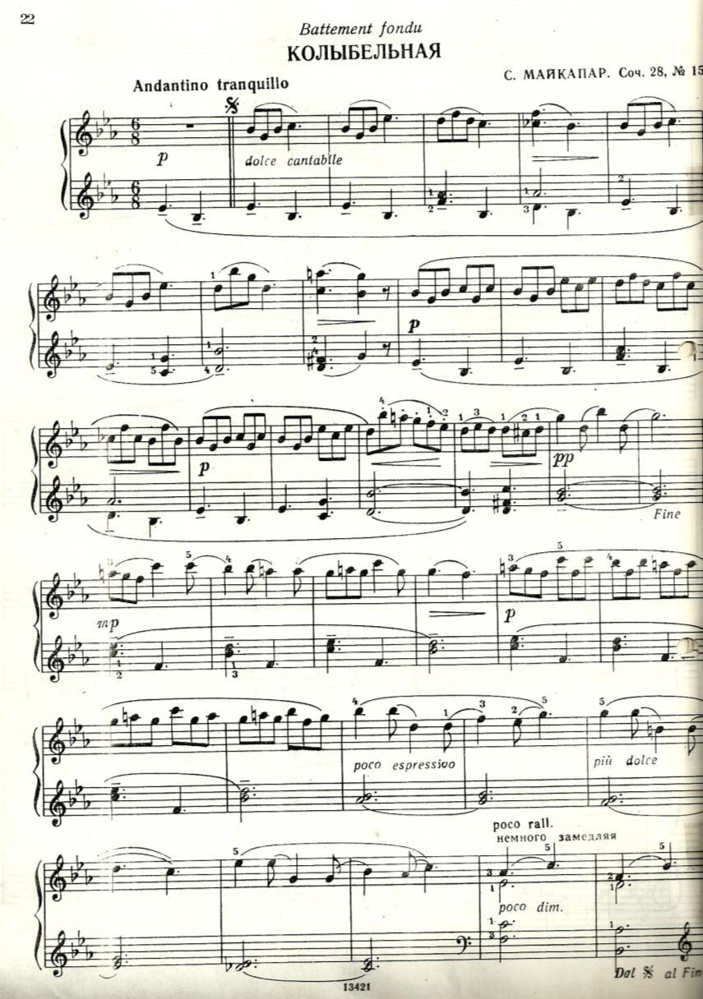 22
Battement fondu
КОЛЫБЕЛЬНАЯ
С. МАЙКАПАР. Соч. 28, № 15
Andantino tranquillo
p
dolce cantabile
p
p
pp
Fine
mp
p
poco espressivo
più dolce
poco rall.
немного замедляя
poco dim.
Dal 𝄋 al Fin
13421